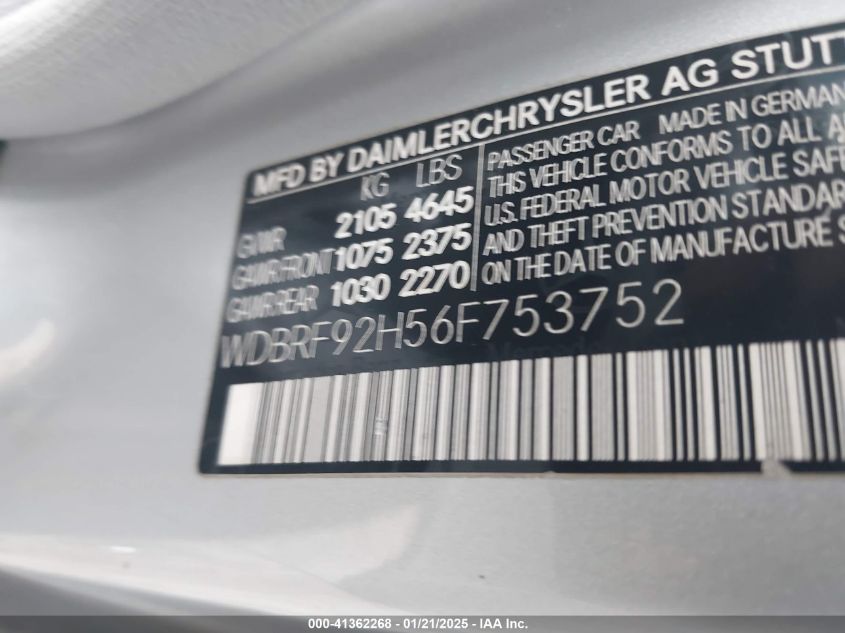 MFD BY DAIMLERCHRYSLER AG STUTT
KG LBS
GVWR 2105 4645
GAWR FRONT 1075 2375
GAWR REAR 1030 2270
PASSENGER CAR MADE IN GERMAN
THIS VEHICLE CONFORMS TO ALL A
U.S. FEDERAL MOTOR VEHICLE SAFE
AND THEFT PREVENTION STANDAR
ON THE DATE OF MANUFACTURE S
WDBRF92H56F753752
000-41362268 - 01/21/2025 - IAA Inc.